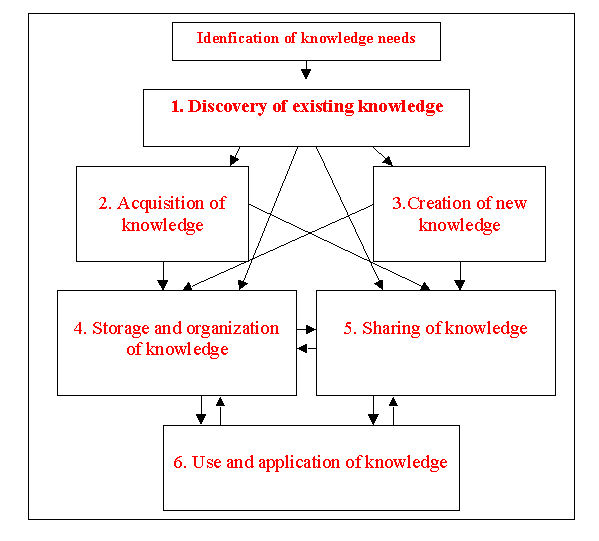 Idenfication of knowledge needs
1. Discovery of existing knowledge
2. Acquisition of
knowledge
3.Creation of new
knowledge
4. Storage and organization
of knowledge
5. Sharing of knowledge
6. Use and application of knowledge